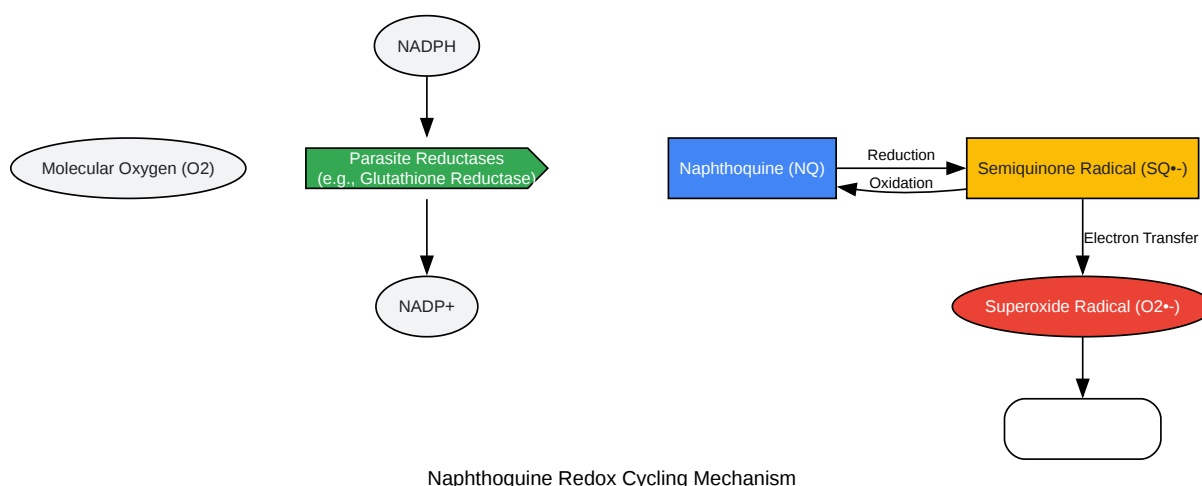 NADPH
Molecular Oxygen (O2)
Parasite Reductases
(e.g., Glutathione Reductase)
Naphthoquine (NQ)
Reduction
Oxidation
Semiquinone Radical (SQ•-)
Electron Transfer
NADP+
Superoxide Radical (O2•-)
Naphthoquine Redox Cycling Mechanism